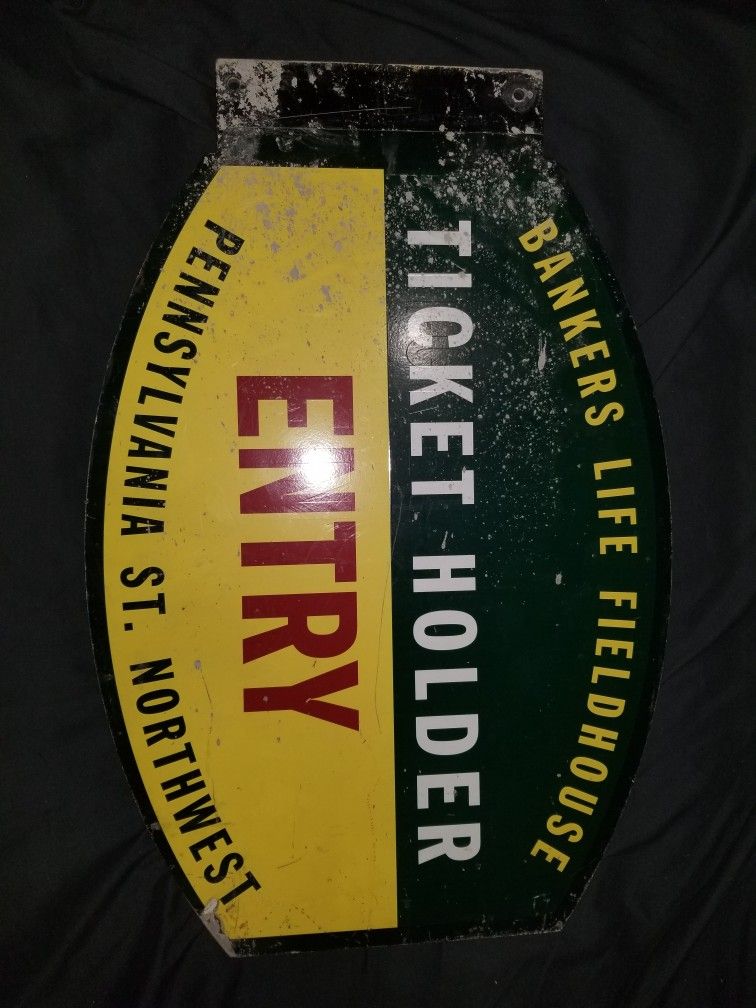 BANKERS LIFE FIELDHOUSE
TICKET HOLDER
ENTRY
PENNSYLVANIA ST. NORTHWEST